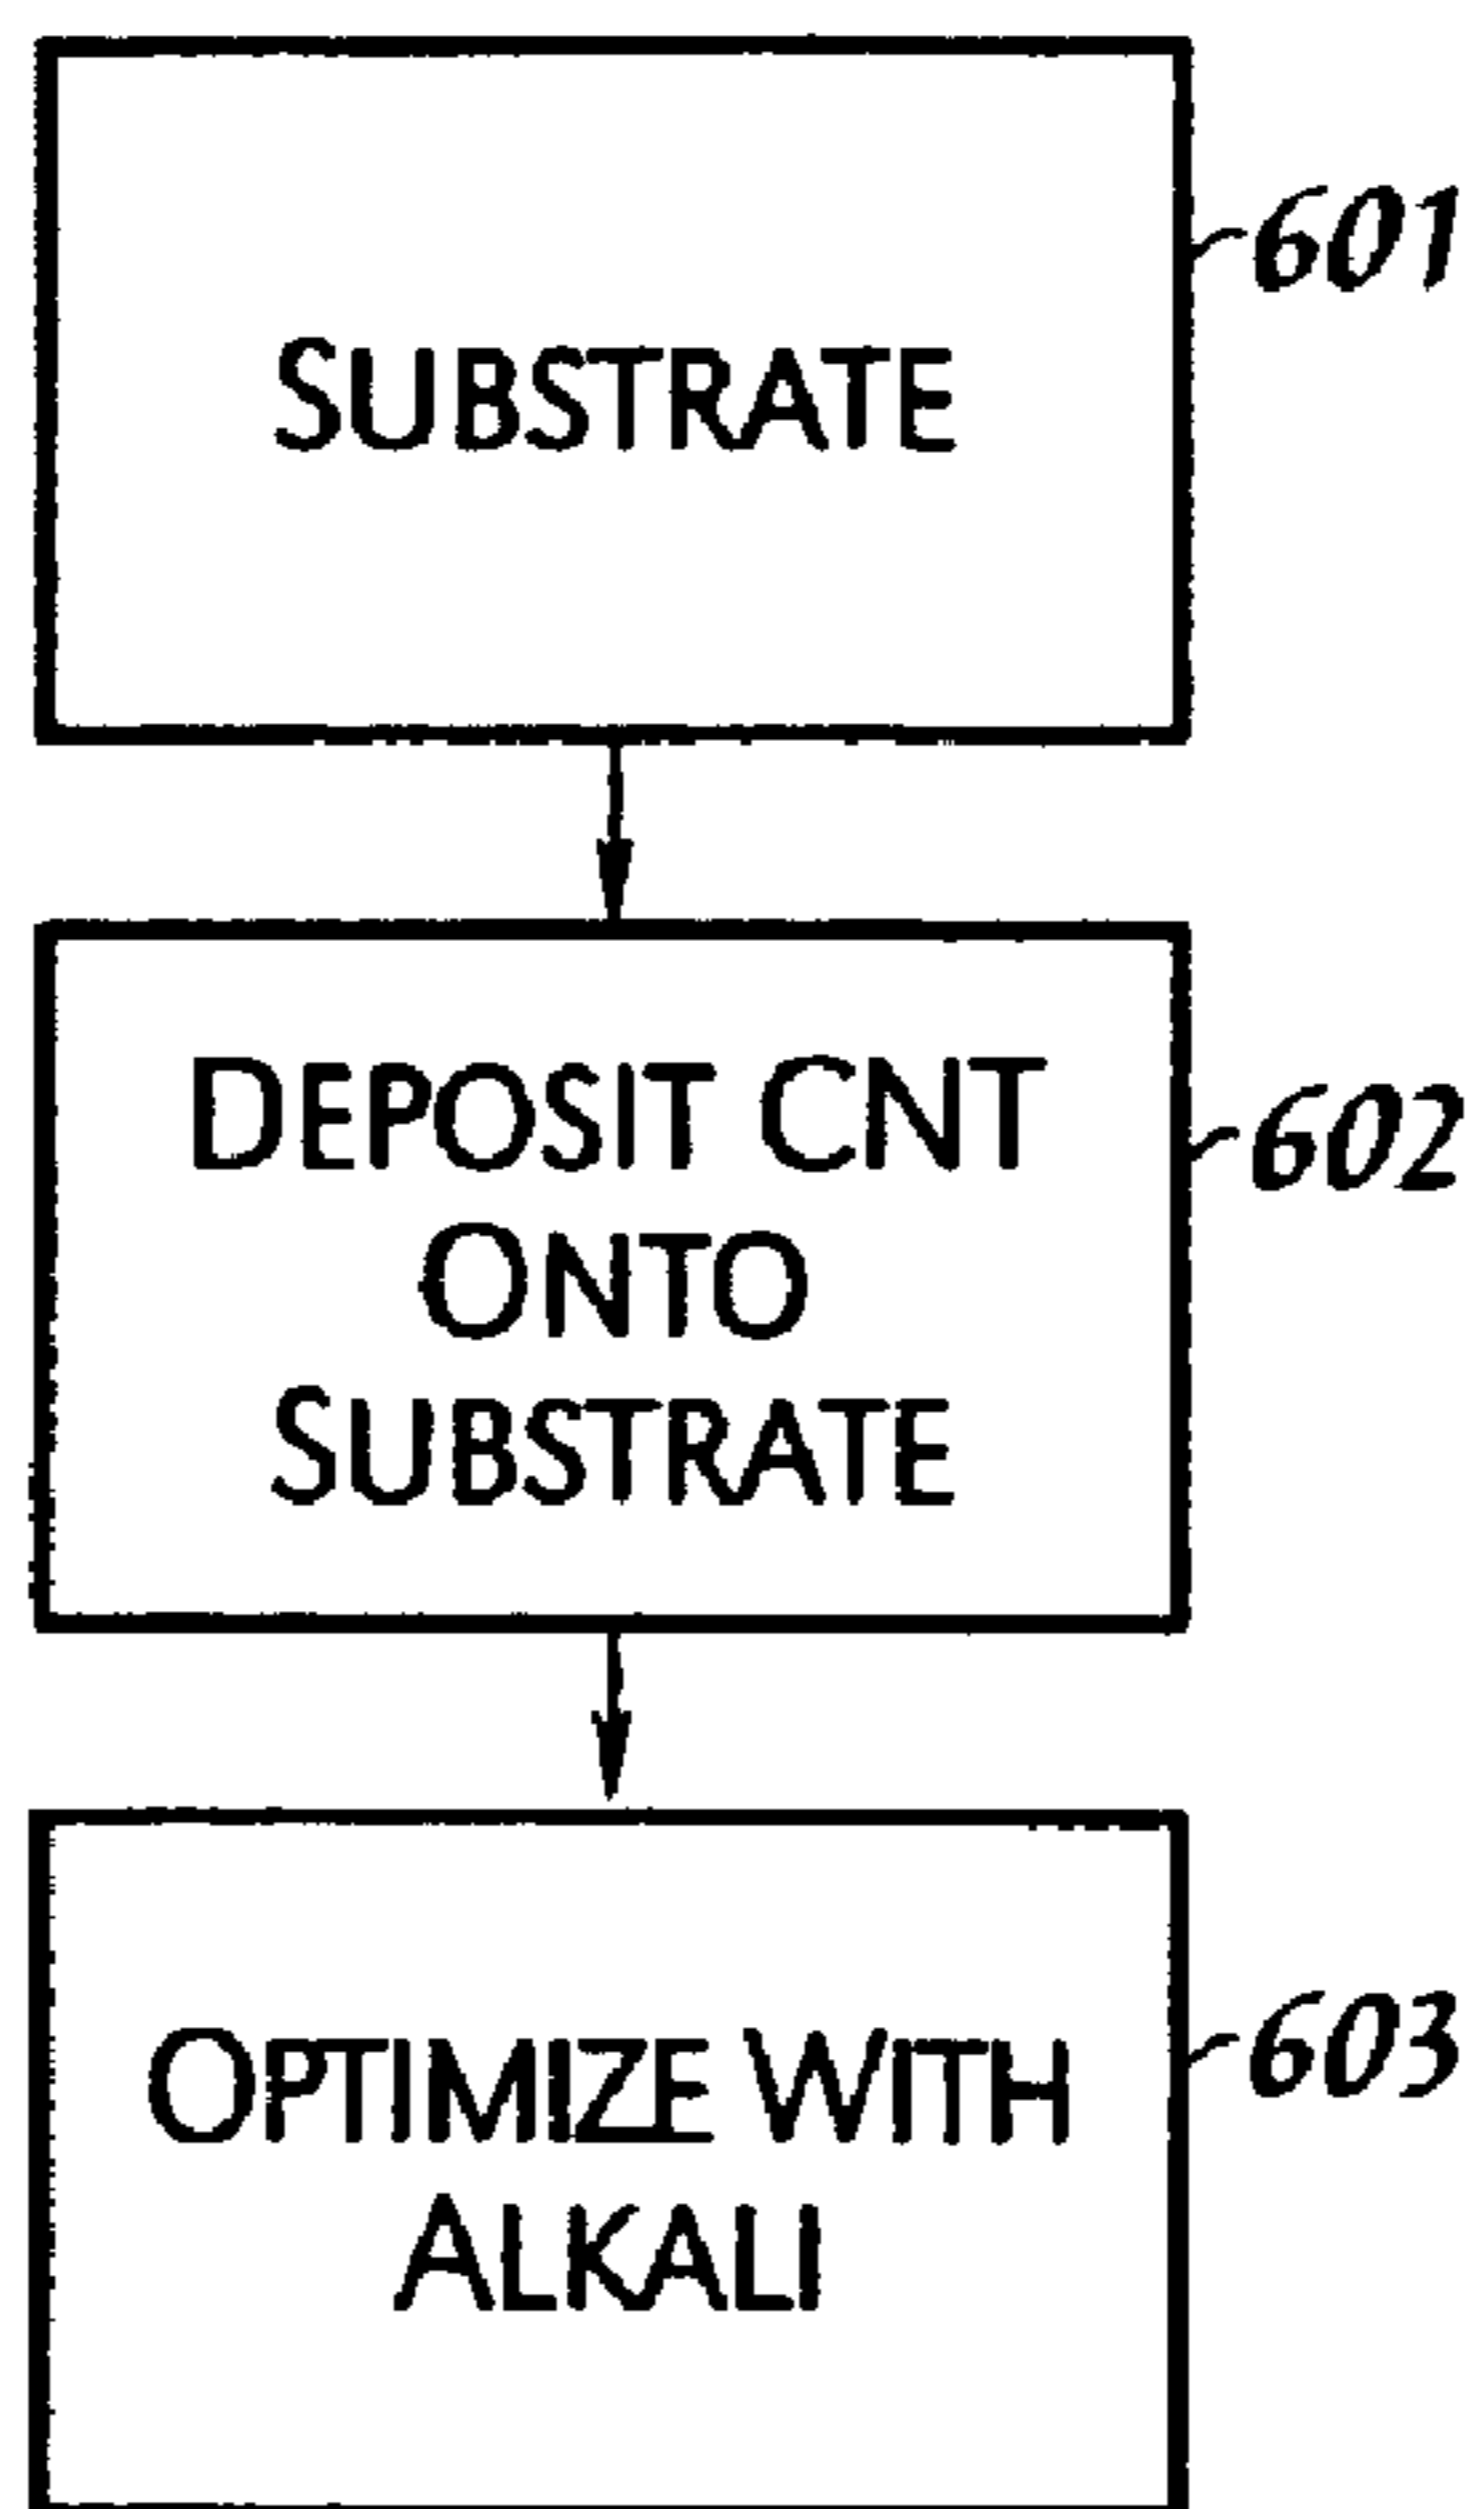 SUBSTRATE
601
DEPOSIT CNT
ONTO
SUBSTRATE
602
OPTIMIZE WITH
ALKALI
603